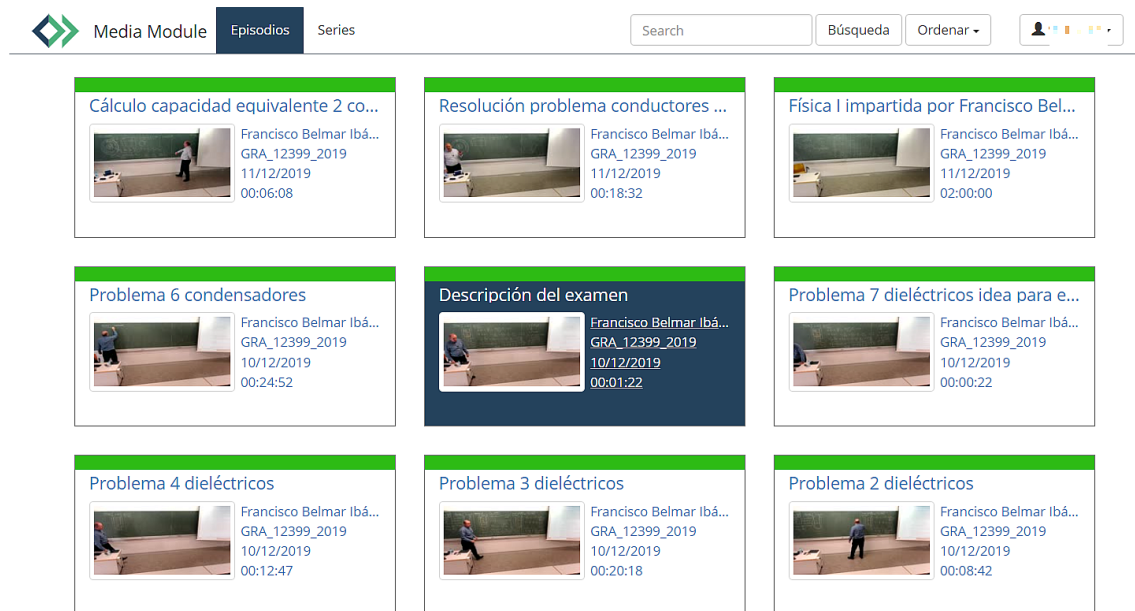 Media Module
Episodios
Series
Search
Búsqueda
Ordenar
Cálculo capacidad equivalente 2 co...
Francisco Belmar Ibá...
GRA_12399_2019
11/12/2019
00:06:08
Resolución problema conductores ...
Francisco Belmar Ibá...
GRA_12399_2019
11/12/2019
00:18:32
Física I impartida por Francisco Bel...
Francisco Belmar Ibá...
GRA_12399_2019
11/12/2019
02:00:00
Problema 6 condensadores
Francisco Belmar Ibá...
GRA_12399_2019
10/12/2019
00:24:52
Descripción del examen
Francisco Belmar Ibá...
GRA_12399_2019
10/12/2019
00:01:22
Problema 7 dieléctricos idea para e...
Francisco Belmar Ibá...
GRA_12399_2019
10/12/2019
00:00:22
Problema 4 dieléctricos
Francisco Belmar Ibá...
GRA_12399_2019
10/12/2019
00:12:47
Problema 3 dieléctricos
Francisco Belmar Ibá...
GRA_12399_2019
10/12/2019
00:20:18
Problema 2 dieléctricos
Francisco Belmar Ibá...
GRA_12399_2019
10/12/2019
00:08:42